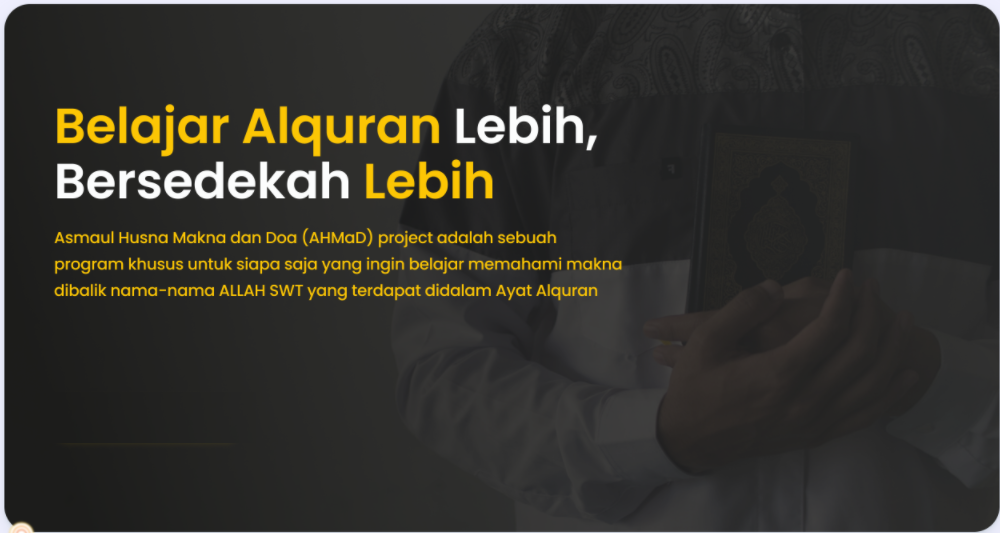 Belajar Alquran Lebih,
Bersedekah Lebih
Asmaul Husna Makna dan Doa (AHMaD) project adalah sebuah
program khusus untuk siapa saja yang ingin belajar memahami makna
dibalik nama-nama ALLAH SWT yang terdapat didalam Ayat Alquran